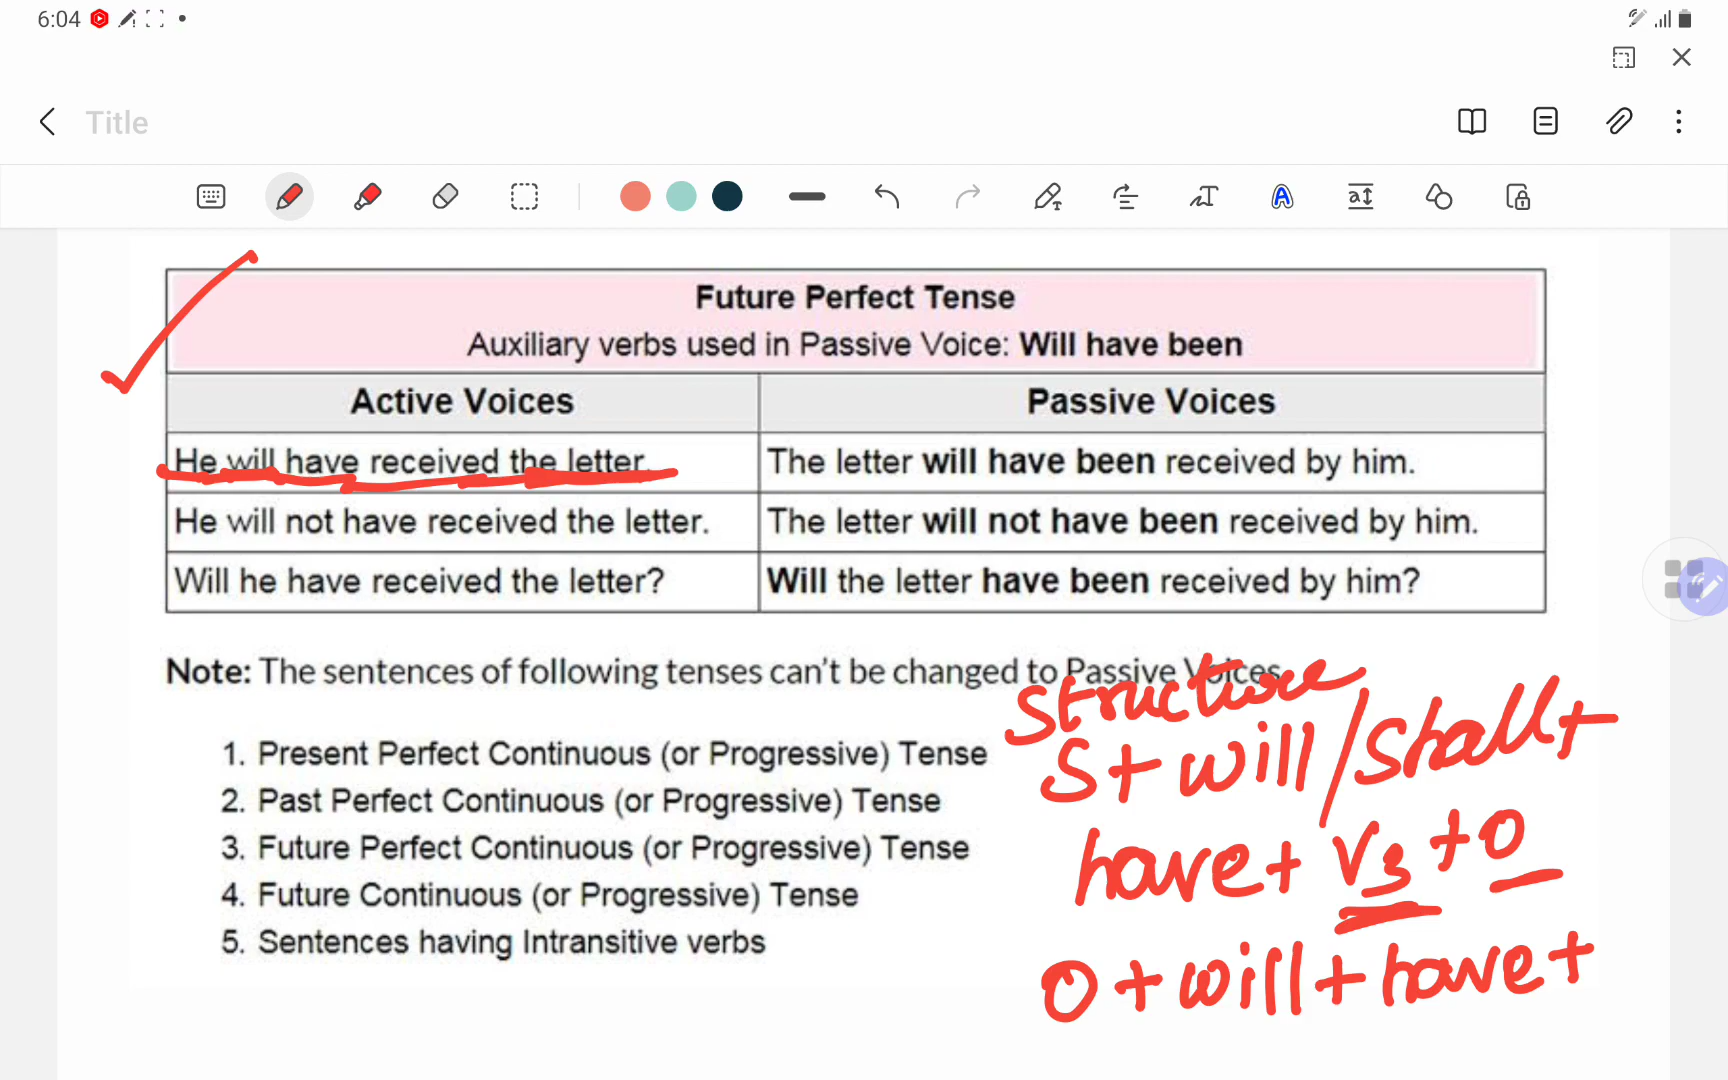 6:04
Title
Future Perfect Tense
Auxiliary verbs used in Passive Voice: Will have been
Active Voices Passive Voices
He will have received the letter. The letter will have been received by him.
He will not have received the letter. The letter will not have been received by him.
Will he have received the letter? Will the letter have been received by him?
Note: The sentences of following tenses can't be changed to Passive Voices
1. Present Perfect Continuous (or Progressive) Tense
2. Past Perfect Continuous (or Progressive) Tense
3. Future Perfect Continuous (or Progressive) Tense
4. Future Continuous (or Progressive) Tense
5. Sentences having Intransitive verbs
Structure
S + will / Shall +
have + V3 + O
O + will + have +